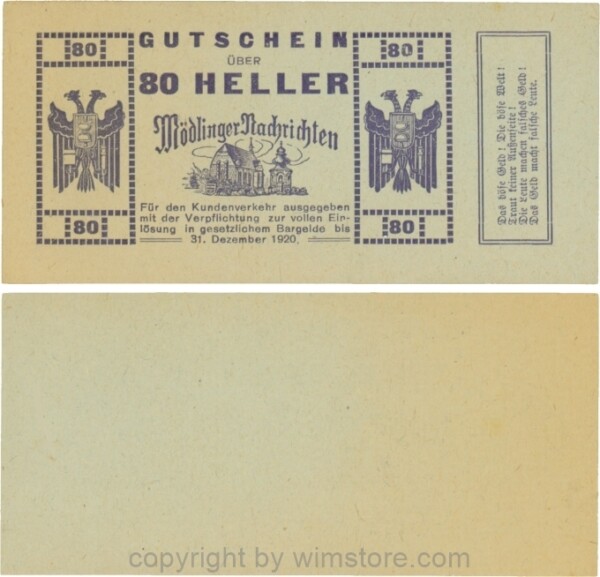 80
80
GUTSCHEIN
ÜBER
80 HELLER
Mödlinger Nachrichten
Für den Kundenverkehr ausgegeben
mit der Verpflichtung zur vollen Ein-
lösung in gesetzlichem Bargelde bis
31. Dezember 1920.
80
80
Das böse Geld! Die böse Welt!
Traut keiner Außenseite!
Die Leute machen falsches Geld!
Das Geld macht falsche Leute.
copyright by wimstore.com